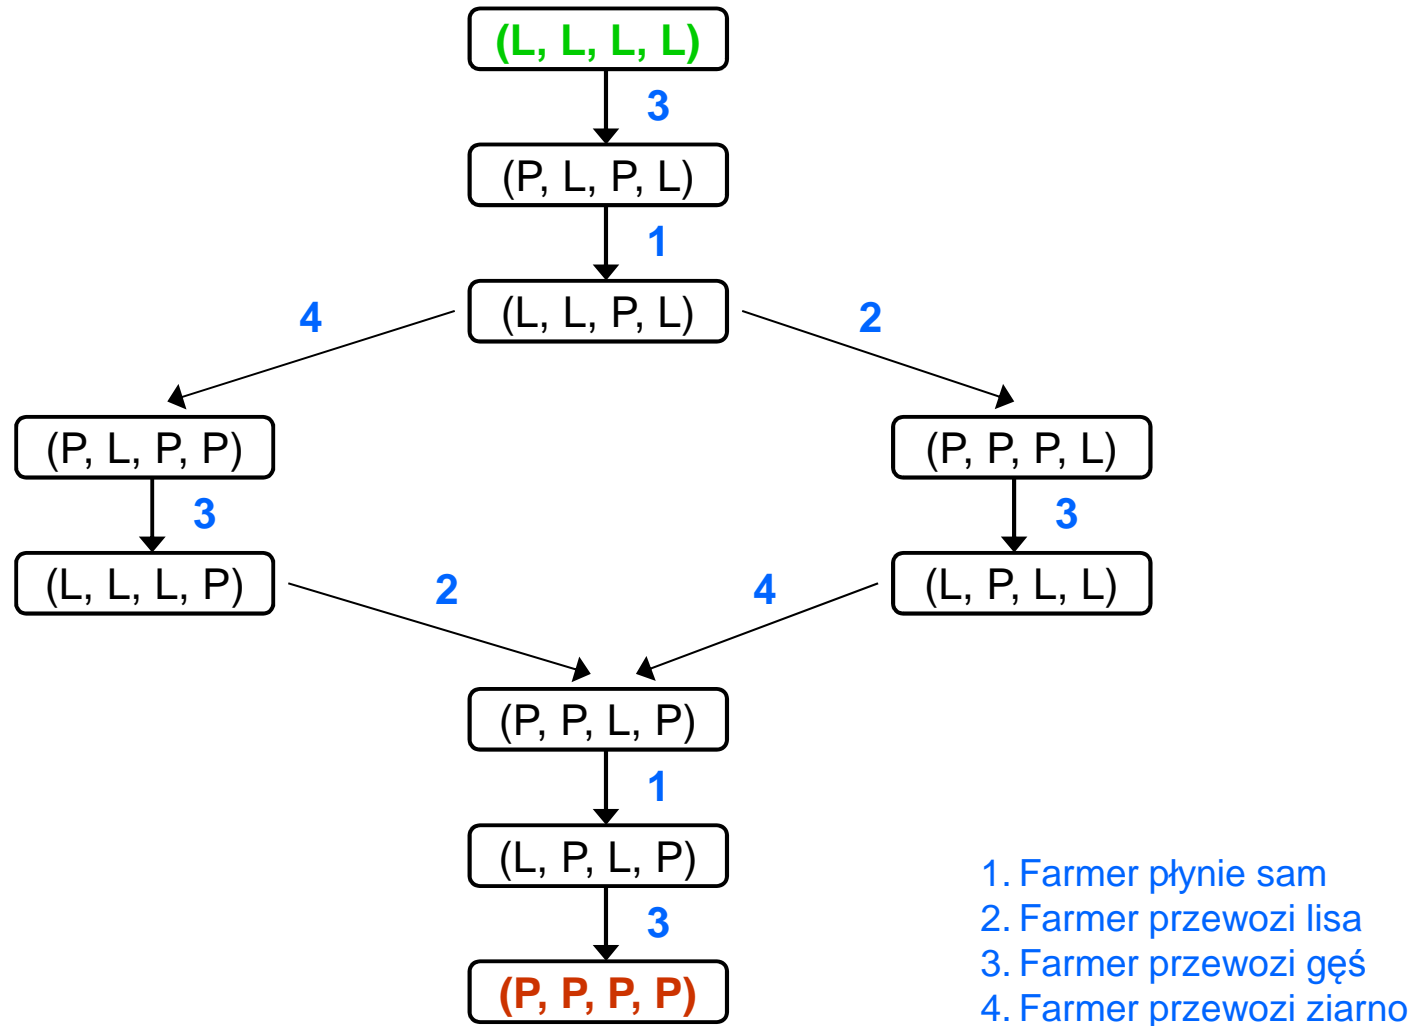 (L, L, L, L)
3
(P, L, P, L)
1
(L, L, P, L)
4
2
(P, L, P, P)
(P, P, P, L)
3
3
(L, L, L, P)
(L, P, L, L)
2
4
(P, P, L, P)
1
(L, P, L, P)
3
(P, P, P, P)
1. Farmer płynie sam
2. Farmer przewozi lisa
3. Farmer przewozi gęś
4. Farmer przewozi ziarno